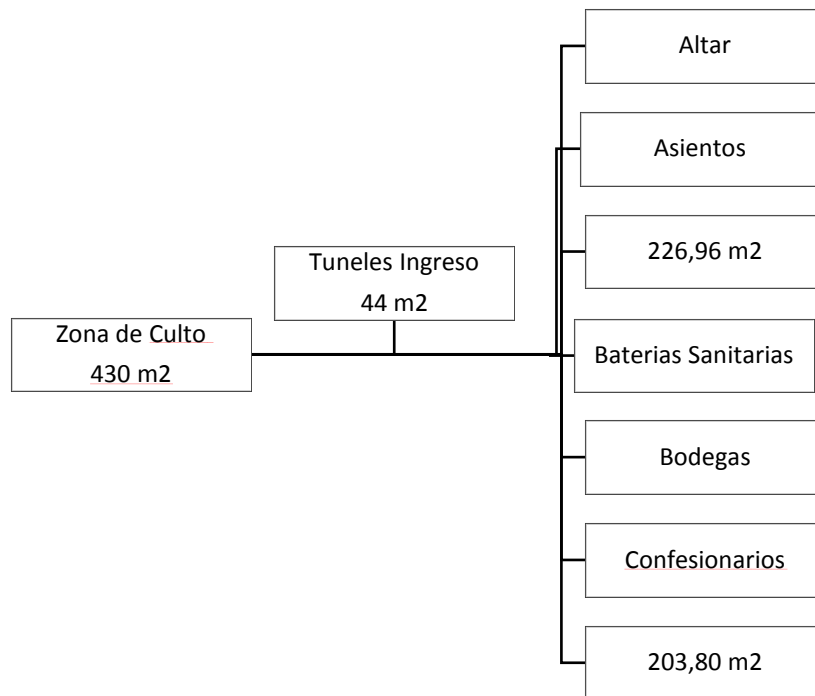 Altar
Asientos
226,96 m2
Tuneles Ingreso
44 m2
Zona de Culto
430 m2
Baterias Sanitarias
Bodegas
Confesionarios
203,80 m2